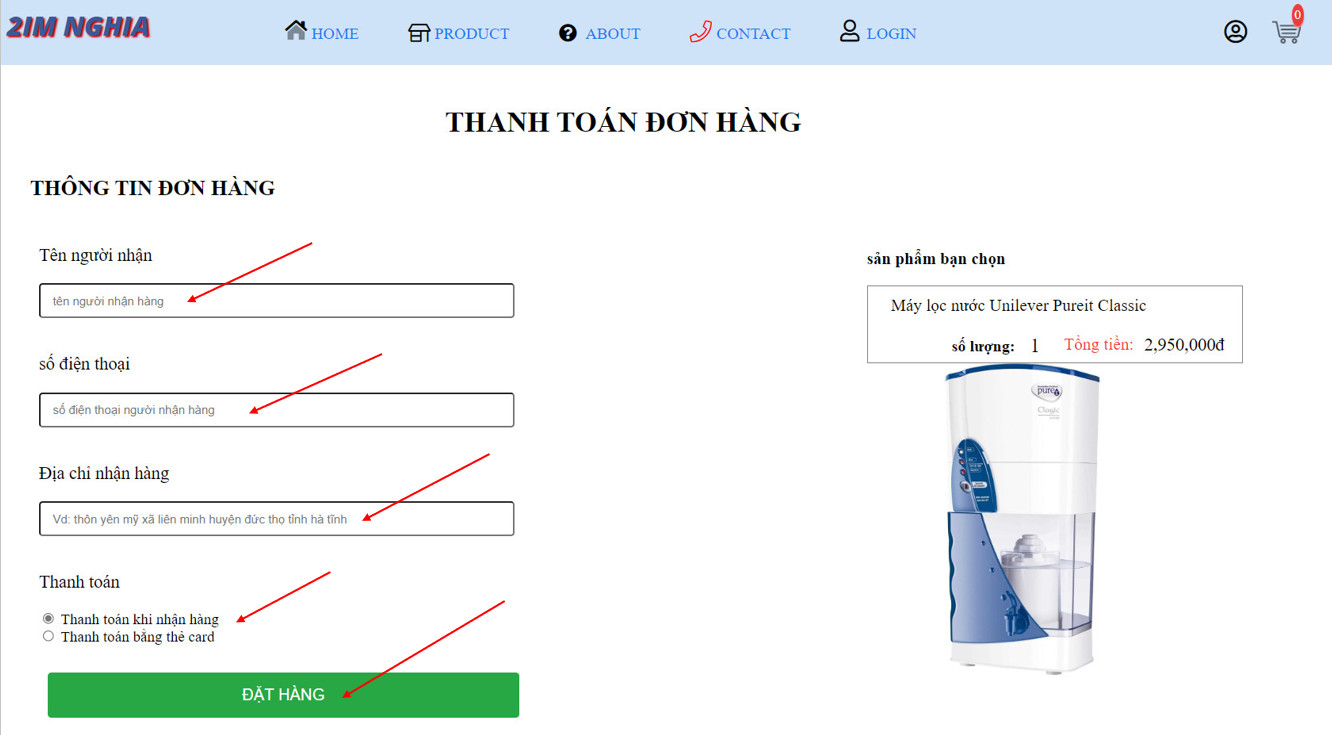 2IM NGHIA
HOME
PRODUCT
ABOUT
CONTACT
LOGIN
0
THANH TOÁN ĐƠN HÀNG
THÔNG TIN ĐƠN HÀNG
Tên người nhận
tên người nhận hàng
số điện thoại
số điện thoại người nhận hàng
Địa chỉ nhận hàng
Vd: thôn yên mỹ xã liên minh huyện đức thọ tỉnh hà tĩnh
Thanh toán
Thanh toán khi nhận hàng
Thanh toán bằng thẻ card
ĐẶT HÀNG
sản phẩm bạn chọn
Máy lọc nước Unilever Pureit Classic
số lượng: 1 Tổng tiền: 2,950,000đ